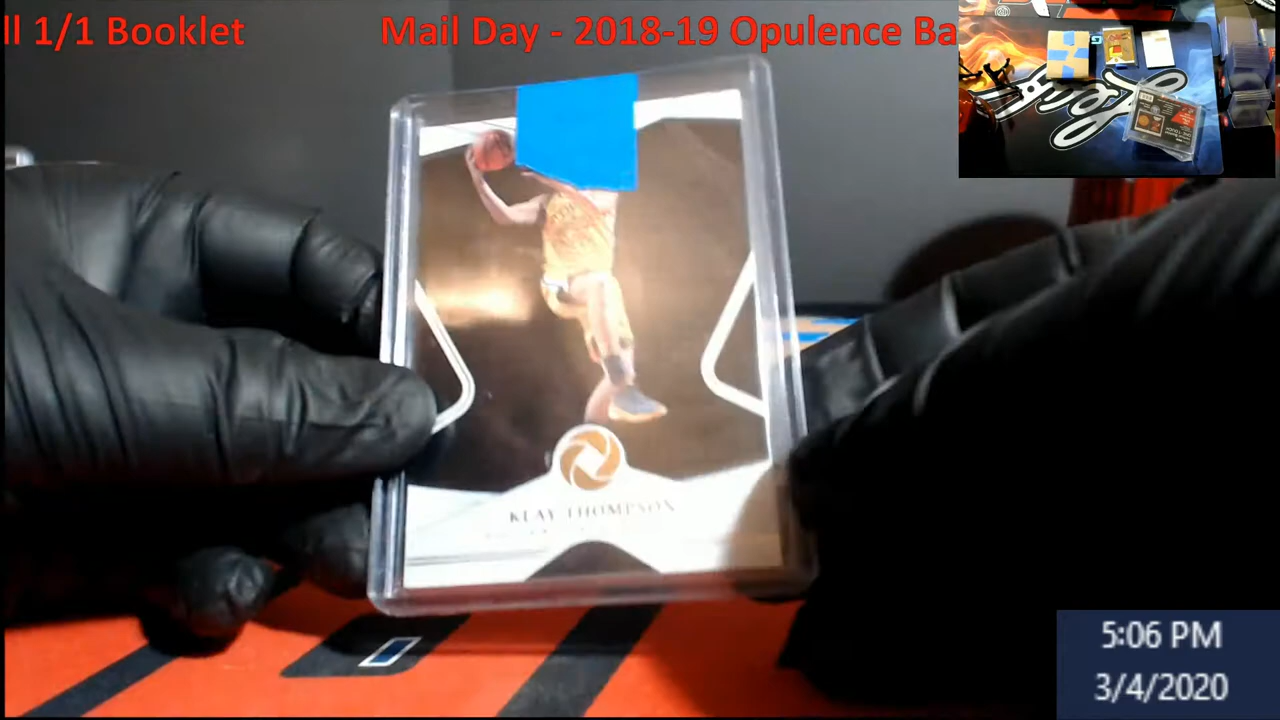 ll 1/1 Booklet Mail Day - 2018-19 Opulence Ba
KLAY THOMPSON
5:06 PM
3/4/2020